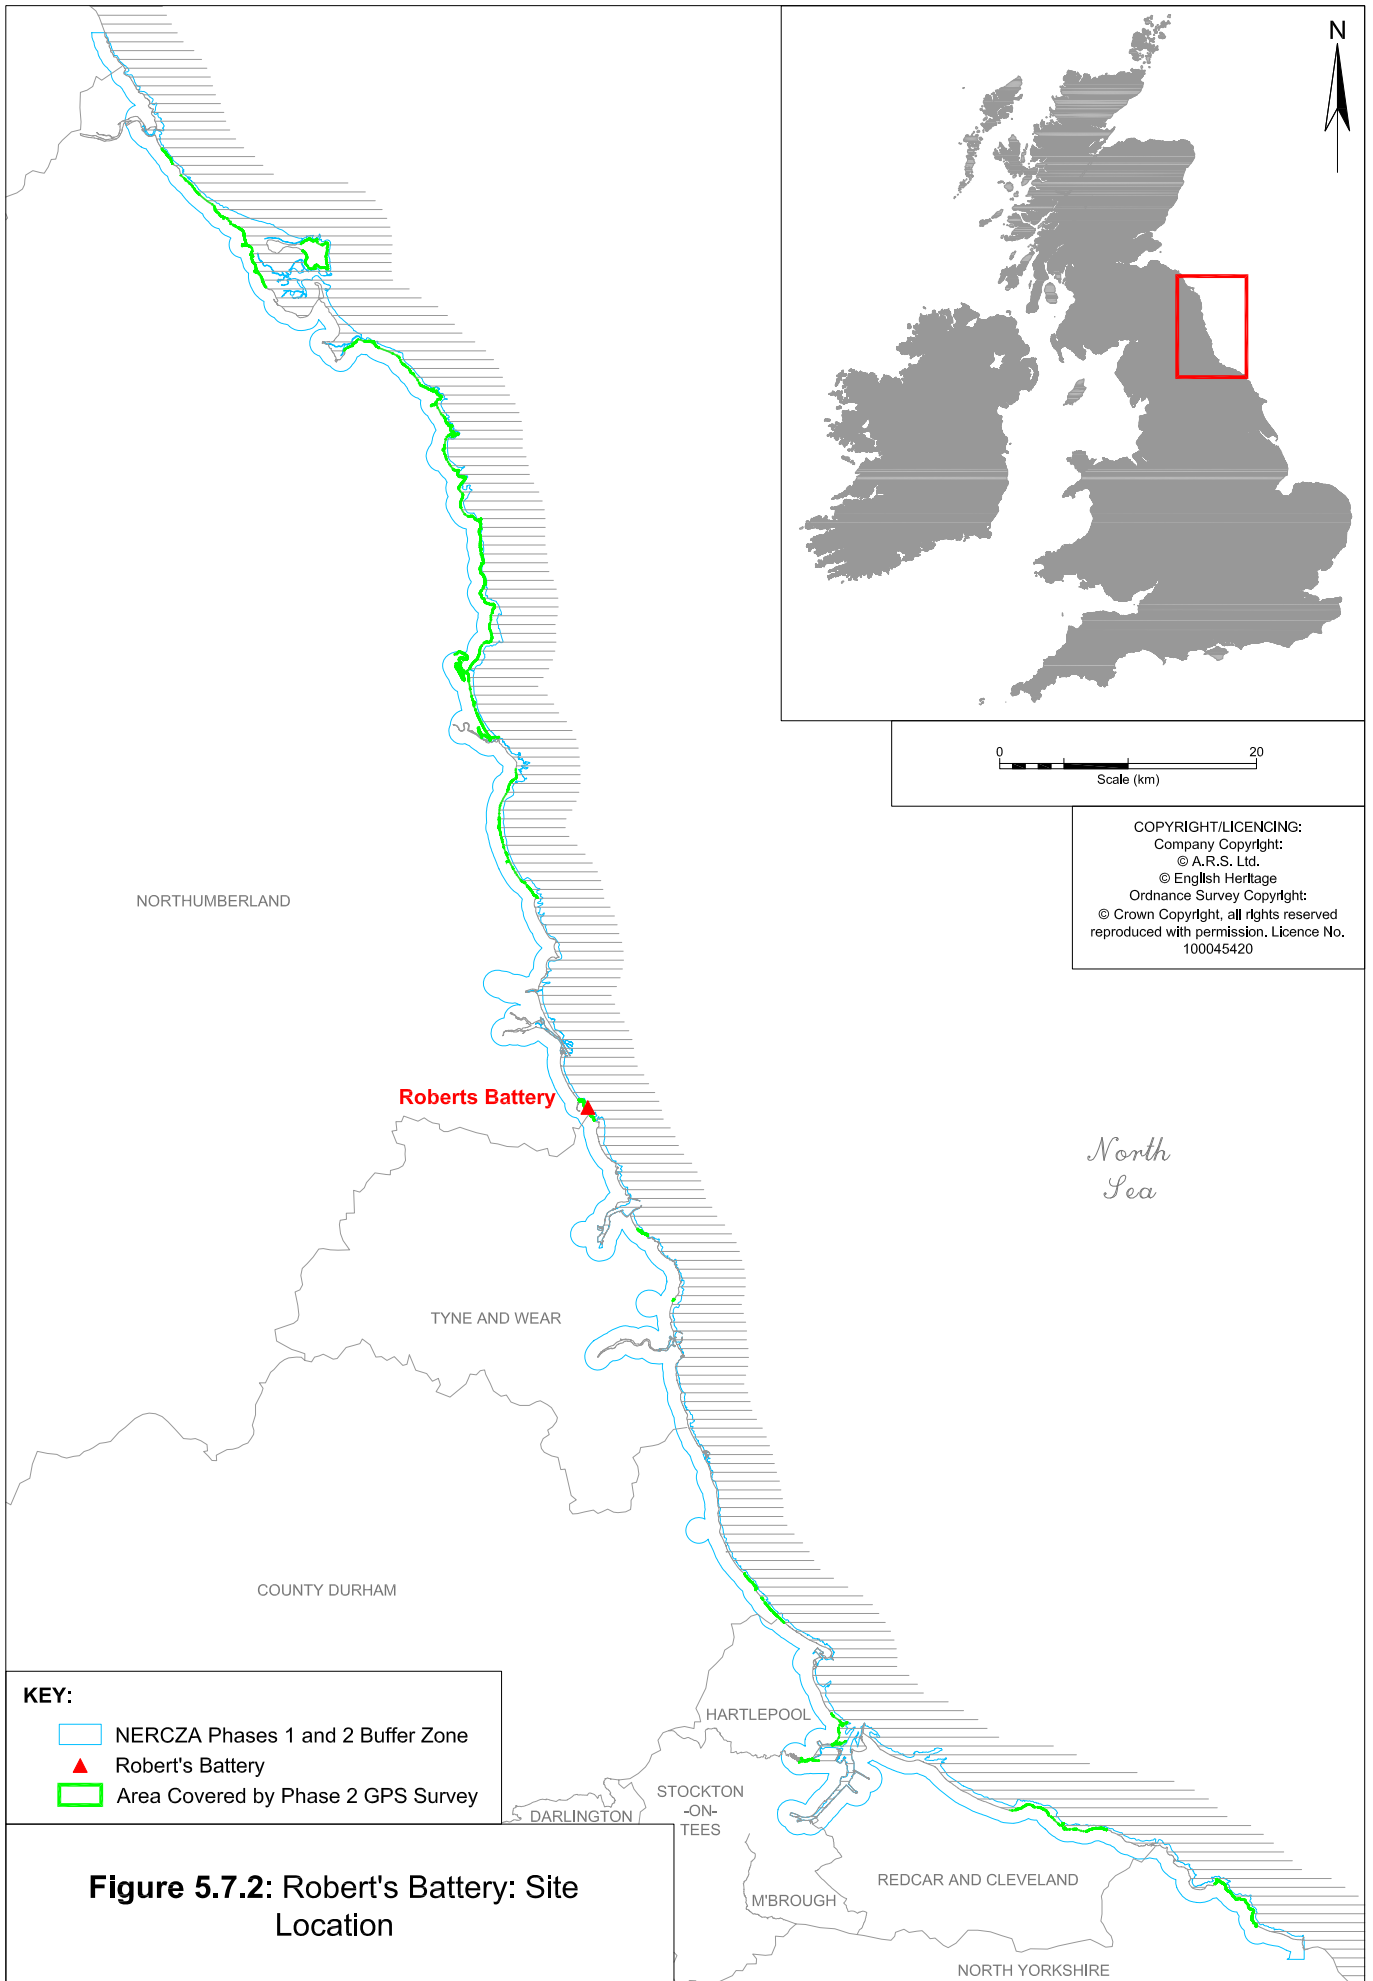 N
0 20
Scale (km)
COPYRIGHT/LICENCING:
Company Copyright:
© A.R.S. Ltd.
© English Heritage
Ordnance Survey Copyright:
© Crown Copyright, all rights reserved
reproduced with permission. Licence No.
100045420
NORTHUMBERLAND
Roberts Battery
North
Sea
TYNE AND WEAR
COUNTY DURHAM
HARTLEPOOL
STOCKTON
-ON-
TEES
DARLINGTON
M'BROUGH
REDCAR AND CLEVELAND
NORTH YORKSHIRE
KEY:
NERCZA Phases 1 and 2 Buffer Zone
Robert's Battery
Area Covered by Phase 2 GPS Survey
Figure 5.7.2: Robert's Battery: Site
Location